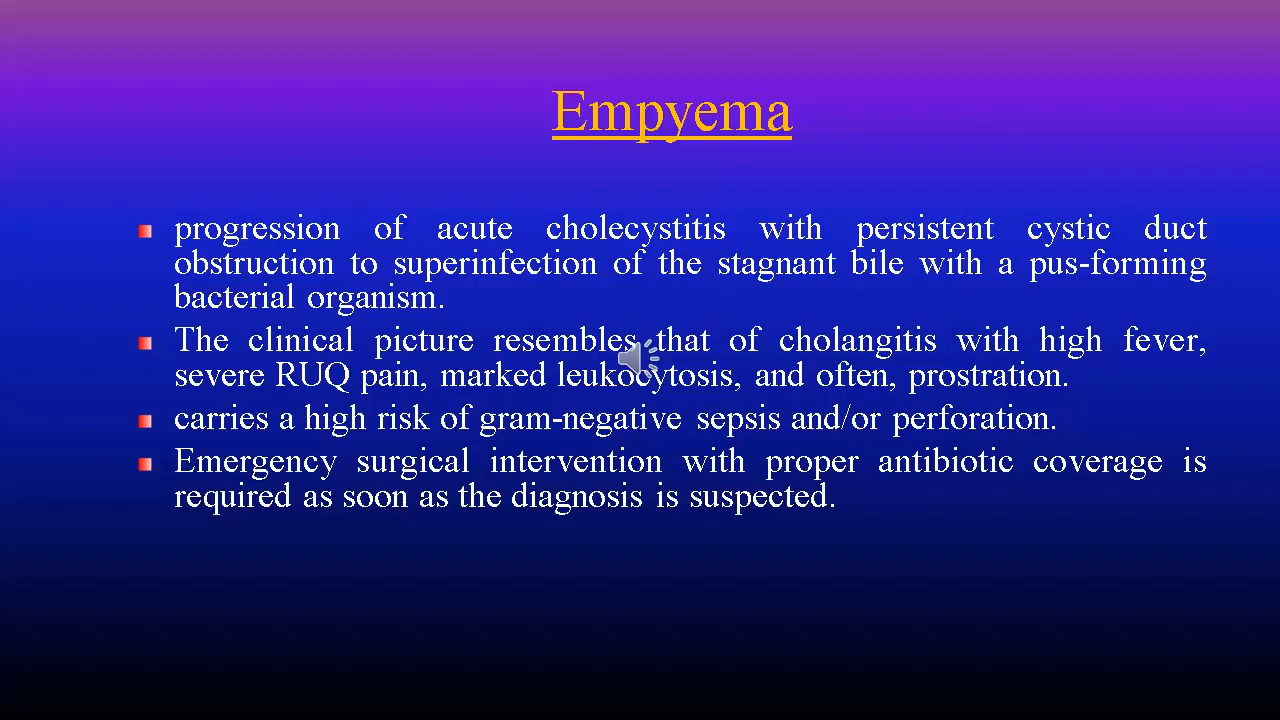 Empyema
progression of acute cholecystitis with persistent cystic duct
obstruction to superinfection of the stagnant bile with a pus-forming
bacterial organism.
The clinical picture resembles that of cholangitis with high fever,
severe RUQ pain, marked leukocytosis, and often, prostration.
carries a high risk of gram-negative sepsis and/or perforation.
Emergency surgical intervention with proper antibiotic coverage is
required as soon as the diagnosis is suspected.